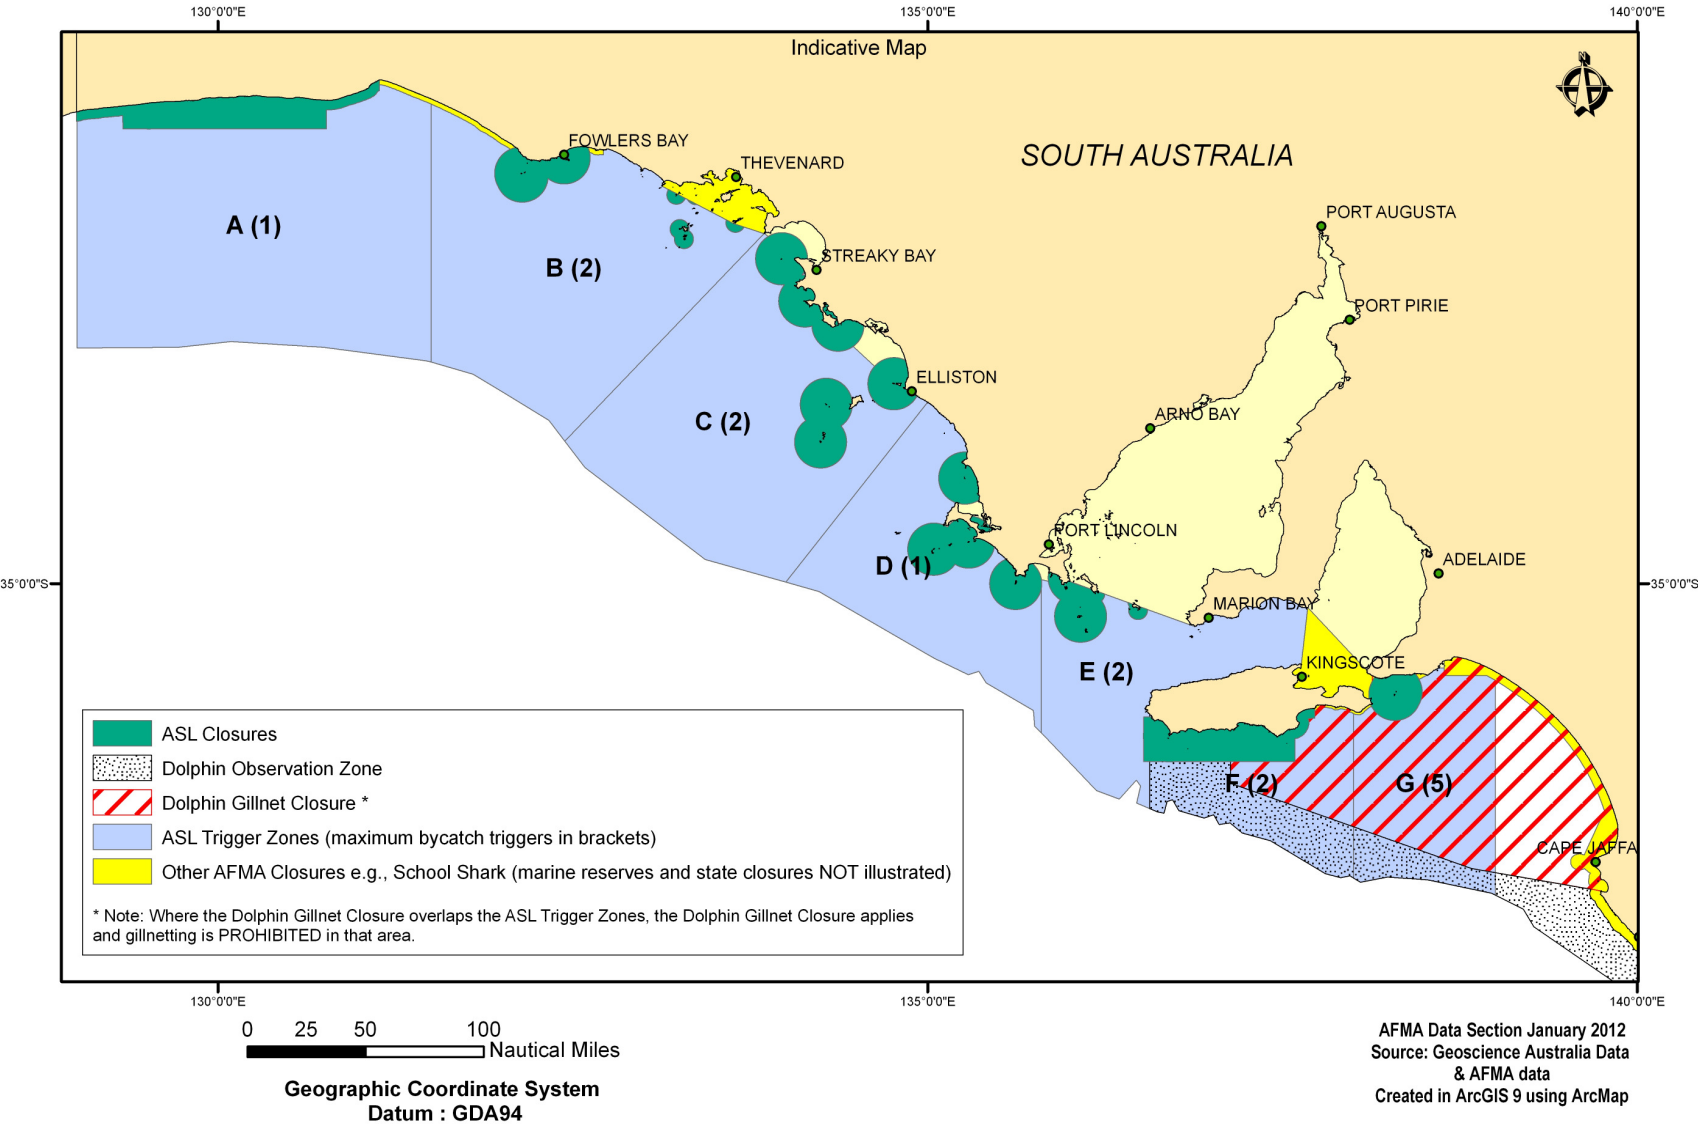 130°0'0"E
135°0'0"E
140°0'0"E
Indicative Map
N
SOUTH AUSTRALIA
FOWLERS BAY
THEVENARD
PORT AUGUSTA
A (1)
B (2)
STREAKY BAY
PORT PIRIE
ELLISTON
C (2)
ARNO BAY
PORT LINCOLN
D (1)
ADELAIDE
35°0'0"S
35°0'0"S
MARION BAY
E (2)
KINGSCOTE
F (2)
G (5)
CAPE JAFFA
ASL Closures
Dolphin Observation Zone
Dolphin Gillnet Closure *
ASL Trigger Zones (maximum bycatch triggers in brackets)
Other AFMA Closures e.g., School Shark (marine reserves and state closures NOT illustrated)
* Note: Where the Dolphin Gillnet Closure overlaps the ASL Trigger Zones, the Dolphin Gillnet Closure applies
and gillnetting is PROHIBITED in that area.
130°0'0"E
135°0'0"E
140°0'0"E
0 25 50 100
Nautical Miles
Geographic Coordinate System
Datum : GDA94
AFMA Data Section January 2012
Source: Geoscience Australia Data
& AFMA data
Created in ArcGIS 9 using ArcMap